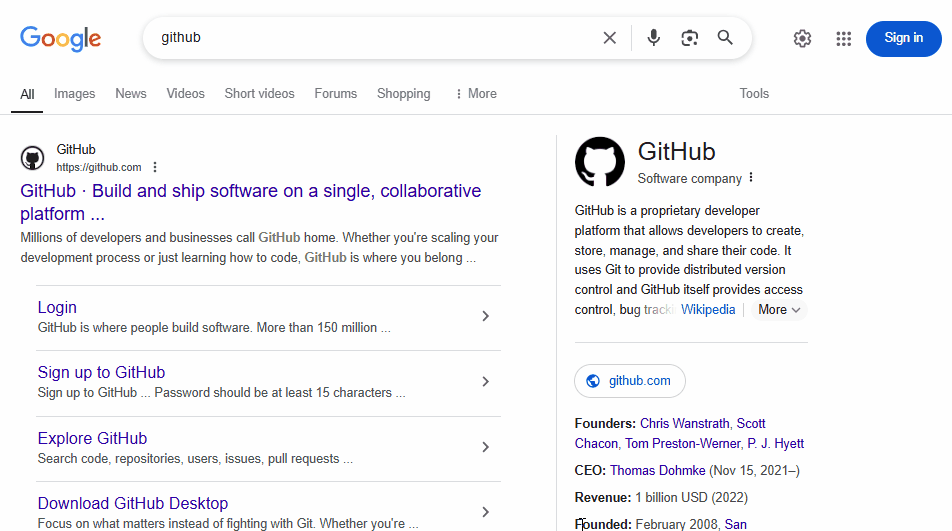 Google
github
Sign in
All
Images
News
Videos
Short videos
Forums
Shopping
More
Tools
GitHub
https://github.com
GitHub · Build and ship software on a single, collaborative
platform ...
Millions of developers and businesses call GitHub home. Whether you're scaling your
development process or just learning how to code, GitHub is where you belong ...
Login
GitHub is where people build software. More than 150 million ...
Sign up to GitHub
Sign up to GitHub ... Password should be at least 15 characters ...
Explore GitHub
Search code, repositories, users, issues, pull requests ...
Download GitHub Desktop
Focus on what matters instead of fighting with Git. Whether you're ...
GitHub
Software company
GitHub is a proprietary developer
platform that allows developers to create,
store, manage, and share their code. It
uses Git to provide distributed version
control and GitHub itself provides access
control, bug tracki Wikipedia More
github.com
Founders: Chris Wanstrath, Scott
Chacon, Tom Preston-Werner, P. J. Hyett
CEO: Thomas Dohmke (Nov 15, 2021–)
Revenue: 1 billion USD (2022)
Founded: February 2008, San